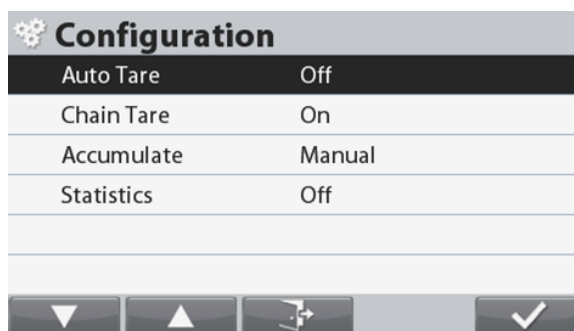 Configuration
Auto Tare Off
Chain Tare On
Accumulate Manual
Statistics Off